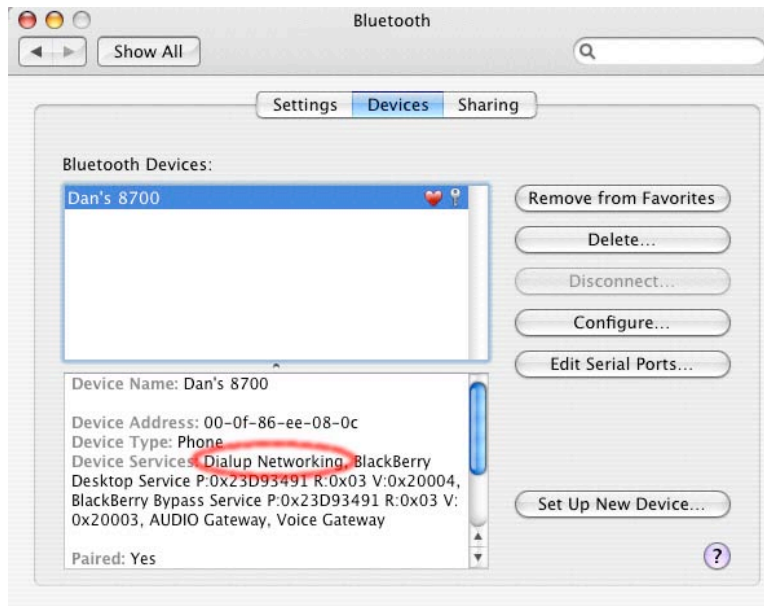 Bluetooth
Show All
Settings Devices Sharing
Bluetooth Devices:
Dan's 8700
Remove from Favorites
Delete...
Disconnect...
Configure...
Edit Serial Ports...
Device Name: Dan's 8700
Device Address: 00-0f-86-ee-08-0c
Device Type: Phone
Device Services: Dialup Networking, BlackBerry
Desktop Service P:0x23D93491 R:0x03 V:0x20004,
BlackBerry Bypass Service P:0x23D93491 R:0x03 V:
0x20003, AUDIO Gateway, Voice Gateway
Paired: Yes
Set Up New Device...
?